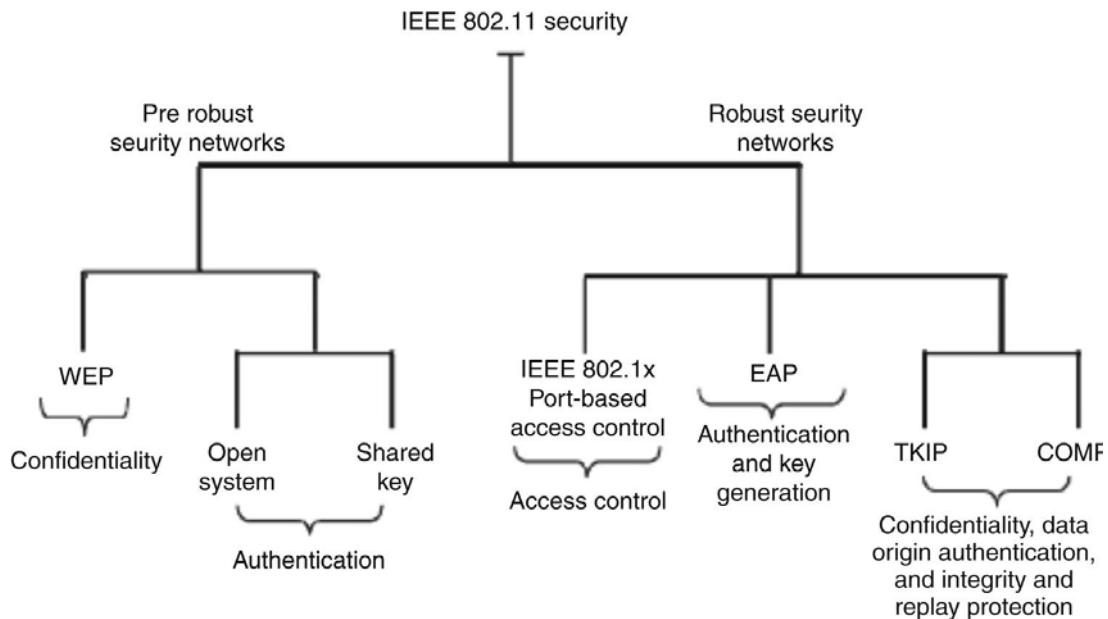 IEEE 802.11 security
Pre robust
seurity networks
Robust seurity
networks
WEP
Confidentiality
Open
system
Shared
key
Authentication
IEEE 802.1x
Port-based
access control
Access control
EAP
Authentication
and key
generation
TKIP
COMP
Confidentiality, data
origin authentication,
and integrity and
replay protection